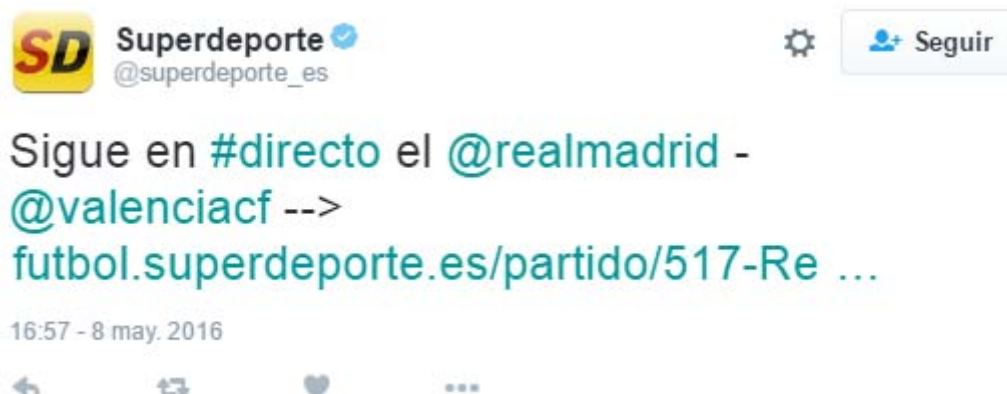 SD Superdeporte
@superdeporte_es
Seguir
Sigue en #directo el @realmadrid -
@valenciacf -->
futbol.superdeporte.es/partido/517-Re ...
16:57 - 8 may. 2016